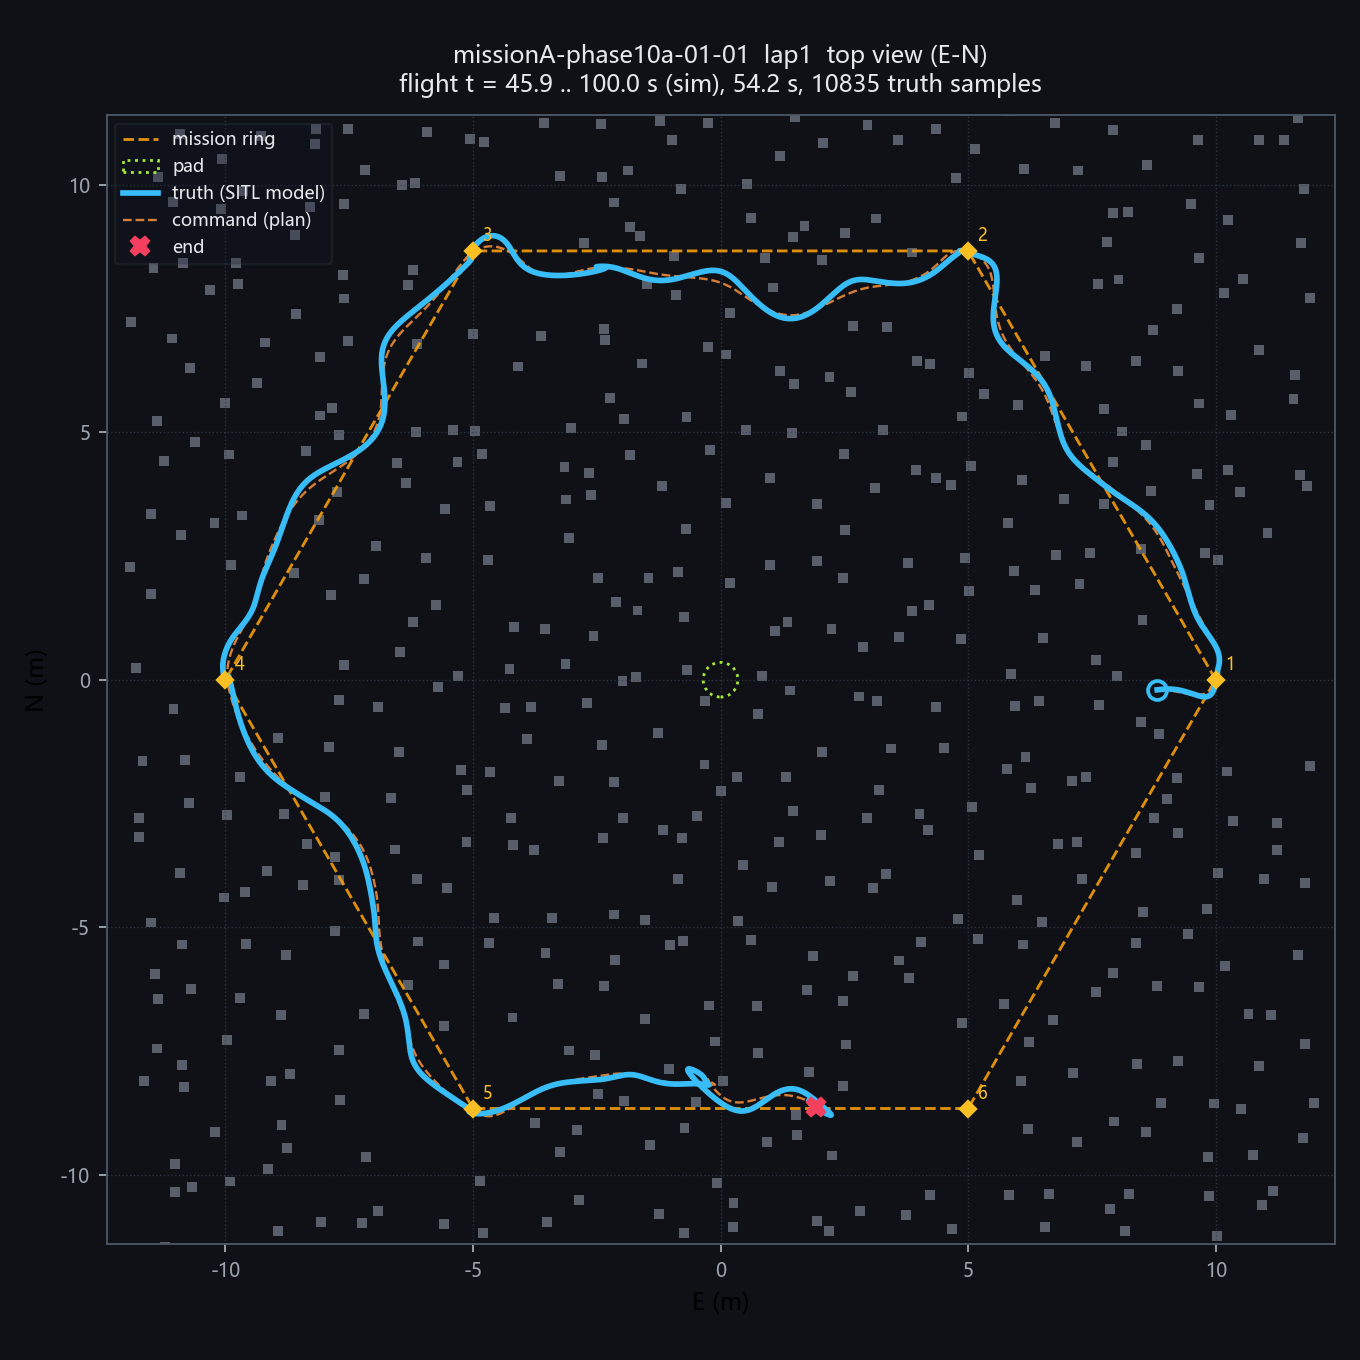 missionA-phase10a-01-01 lap1 top view (E-N)
flight t = 45.9 .. 100.0 s (sim), 54.2 s, 10835 truth samples
mission ring
pad
truth (SITL model)
command (plan)
end
10
5
0
-5
-10
N (m)
3
2
4
1
5
6
-10
-5
0
5
10
E (m)